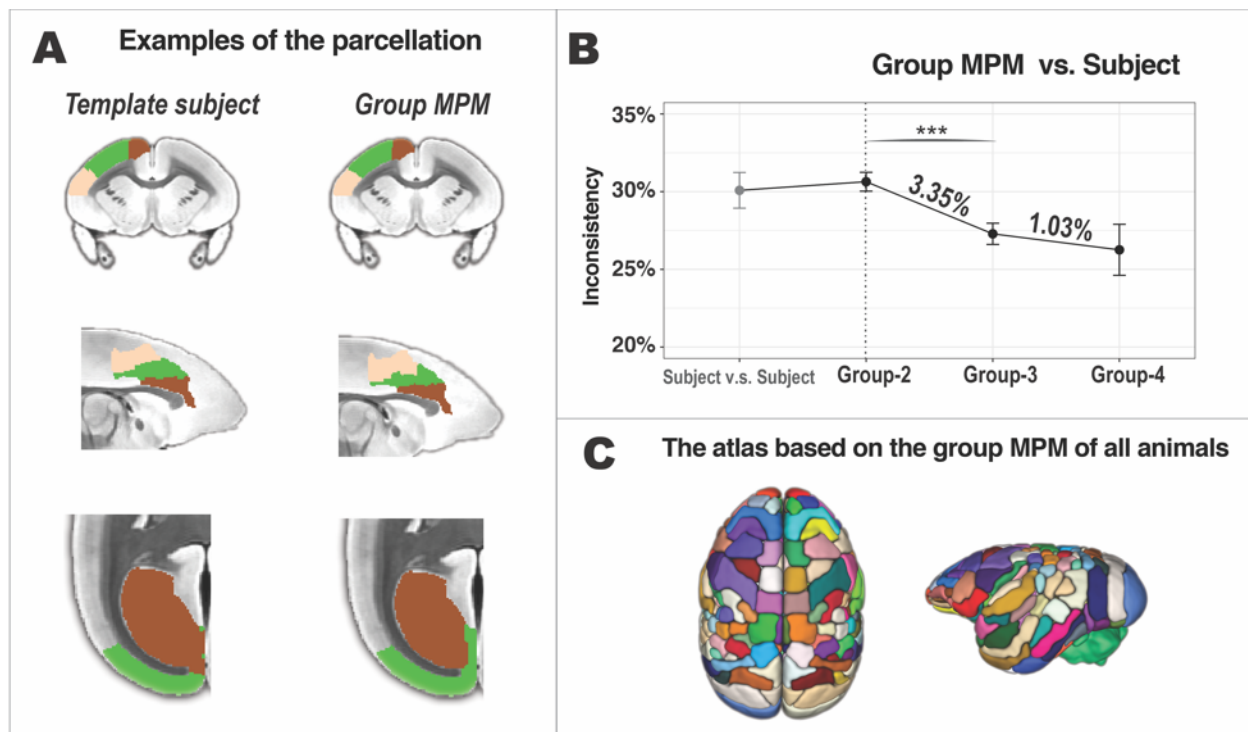 A
Examples of the parcellation
Template subject
Group MPM
B
Group MPM vs. Subject
Inconsistency
35%
30%
25%
20%
***
3.35%
1.03%
Subject v.s. Subject
Group-2
Group-3
Group-4
C
The atlas based on the group MPM of all animals